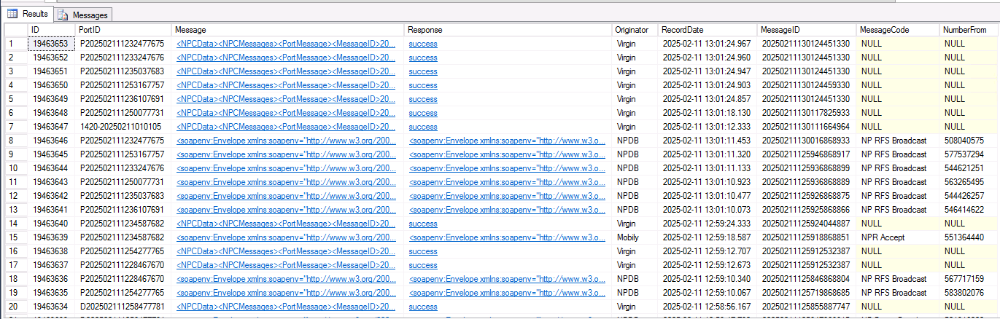 Results Messages
ID PortID Message Response Originator RecordDate MessageID MessageCode NumberFrom
1 19463653 P202502111232477675 <NPCData><NPCMessages><PortMessage><MessageID>20... success Virgin 2025-02-11 13:01:24.967 20250211130124451330 NULL NULL
2 19463652 P202502111233247676 <NPCData><NPCMessages><PortMessage><MessageID>20... success Virgin 2025-02-11 13:01:24.960 20250211130124451330 NULL NULL
3 19463651 P202502111235037683 <NPCData><NPCMessages><PortMessage><MessageID>20... success Virgin 2025-02-11 13:01:24.947 20250211130124451330 NULL NULL
4 19463650 P202502111253167757 <NPCData><NPCMessages><PortMessage><MessageID>20... success Virgin 2025-02-11 13:01:24.903 20250211130124459330 NULL NULL
5 19463649 P202502111236107691 <NPCData><NPCMessages><PortMessage><MessageID>20... success Virgin 2025-02-11 13:01:24.857 20250211130124451330 NULL NULL
6 19463648 P202502111250077731 <NPCData><NPCMessages><PortMessage><MessageID>20... success Virgin 2025-02-11 13:01:18.130 20250211130117825933 NULL NULL
7 19463647 1420-20250211010105 <NPCData><NPCMessages><PortMessage><MessageID>20... success Virgin 2025-02-11 13:01:12.333 20250211130111664964 NULL NULL
8 19463646 P202502111232477675 <soapenv:Envelope xmlns:soapenv="http://www.w3.org/200... <soapenv:Envelope xmlns:soapenv="http://www.w3.o... NPDB 2025-02-11 13:01:11.453 20250211130016868933 NP RFS Broadcast 508040575
9 19463645 P202502111253167757 <soapenv:Envelope xmlns:soapenv="http://www.w3.org/200... <soapenv:Envelope xmlns:soapenv="http://www.w3.o... NPDB 2025-02-11 13:01:11.320 20250211125946868917 NP RFS Broadcast 577537294
10 19463644 P202502111233247676 <soapenv:Envelope xmlns:soapenv="http://www.w3.org/200... <soapenv:Envelope xmlns:soapenv="http://www.w3.o... NPDB 2025-02-11 13:01:11.133 20250211125936868899 NP RFS Broadcast 544621251
11 19463643 P202502111250077731 <soapenv:Envelope xmlns:soapenv="http://www.w3.org/200... <soapenv:Envelope xmlns:soapenv="http://www.w3.o... NPDB 2025-02-11 13:01:10.923 20250211125936868889 NP RFS Broadcast 563265495
12 19463642 P202502111235037683 <soapenv:Envelope xmlns:soapenv="http://www.w3.org/200... <soapenv:Envelope xmlns:soapenv="http://www.w3.o... NPDB 2025-02-11 13:01:10.477 20250211125926868875 NP RFS Broadcast 544426257
13 19463641 P202502111236107691 <soapenv:Envelope xmlns:soapenv="http://www.w3.org/200... <soapenv:Envelope xmlns:soapenv="http://www.w3.o... NPDB 2025-02-11 13:01:10.073 20250211125925868866 NP RFS Broadcast 546414622
14 19463640 P202502111234587682 <NPCData><NPCMessages><PortMessage><MessageID>20... success Virgin 2025-02-11 12:59:24.333 20250211125924044887 NULL NULL
15 19463639 P202502111234587682 <soapenv:Envelope xmlns:soapenv="http://www.w3.org/200... <soapenv:Envelope xmlns:soapenv="http://www.w3.o... Mobily 2025-02-11 12:59:18.587 20250211125918868851 NPR Accept 551364440
16 19463638 P202502111254277765 <NPCData><NPCMessages><PortMessage><MessageID>20... success Virgin 2025-02-11 12:59:12.707 20250211125912532387 NULL NULL
17 19463637 P202502111228467670 <NPCData><NPCMessages><PortMessage><MessageID>20... success Virgin 2025-02-11 12:59:12.673 20250211125912532387 NULL NULL
18 19463636 P202502111228467670 <soapenv:Envelope xmlns:soapenv="http://www.w3.org/200... <soapenv:Envelope xmlns:soapenv="http://www.w3.o... NPDB 2025-02-11 12:59:10.340 20250211125846868804 NP RFS Broadcast 567717159
19 19463635 P202502111254277765 <soapenv:Envelope xmlns:soapenv="http://www.w3.org/200... <soapenv:Envelope xmlns:soapenv="http://www.w3.o... NPDB 2025-02-11 12:59:10.067 20250211125719868685 NP RFS Broadcast 583802076
20 19463634 D202502111258477781 <NPCData><NPCMessages><PortMessage><MessageID>20... success Virgin 2025-02-11 12:58:56.167 20250211125855887747 NULL NULL